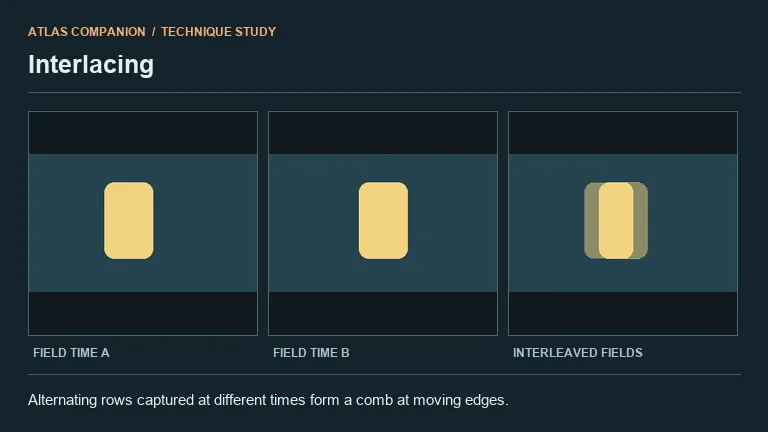 ATLAS COMPANION / TECHNIQUE STUDY
Interlacing
FIELD TIME A
FIELD TIME B
INTERLEAVED FIELDS
Alternating rows captured at different times form a comb at moving edges.